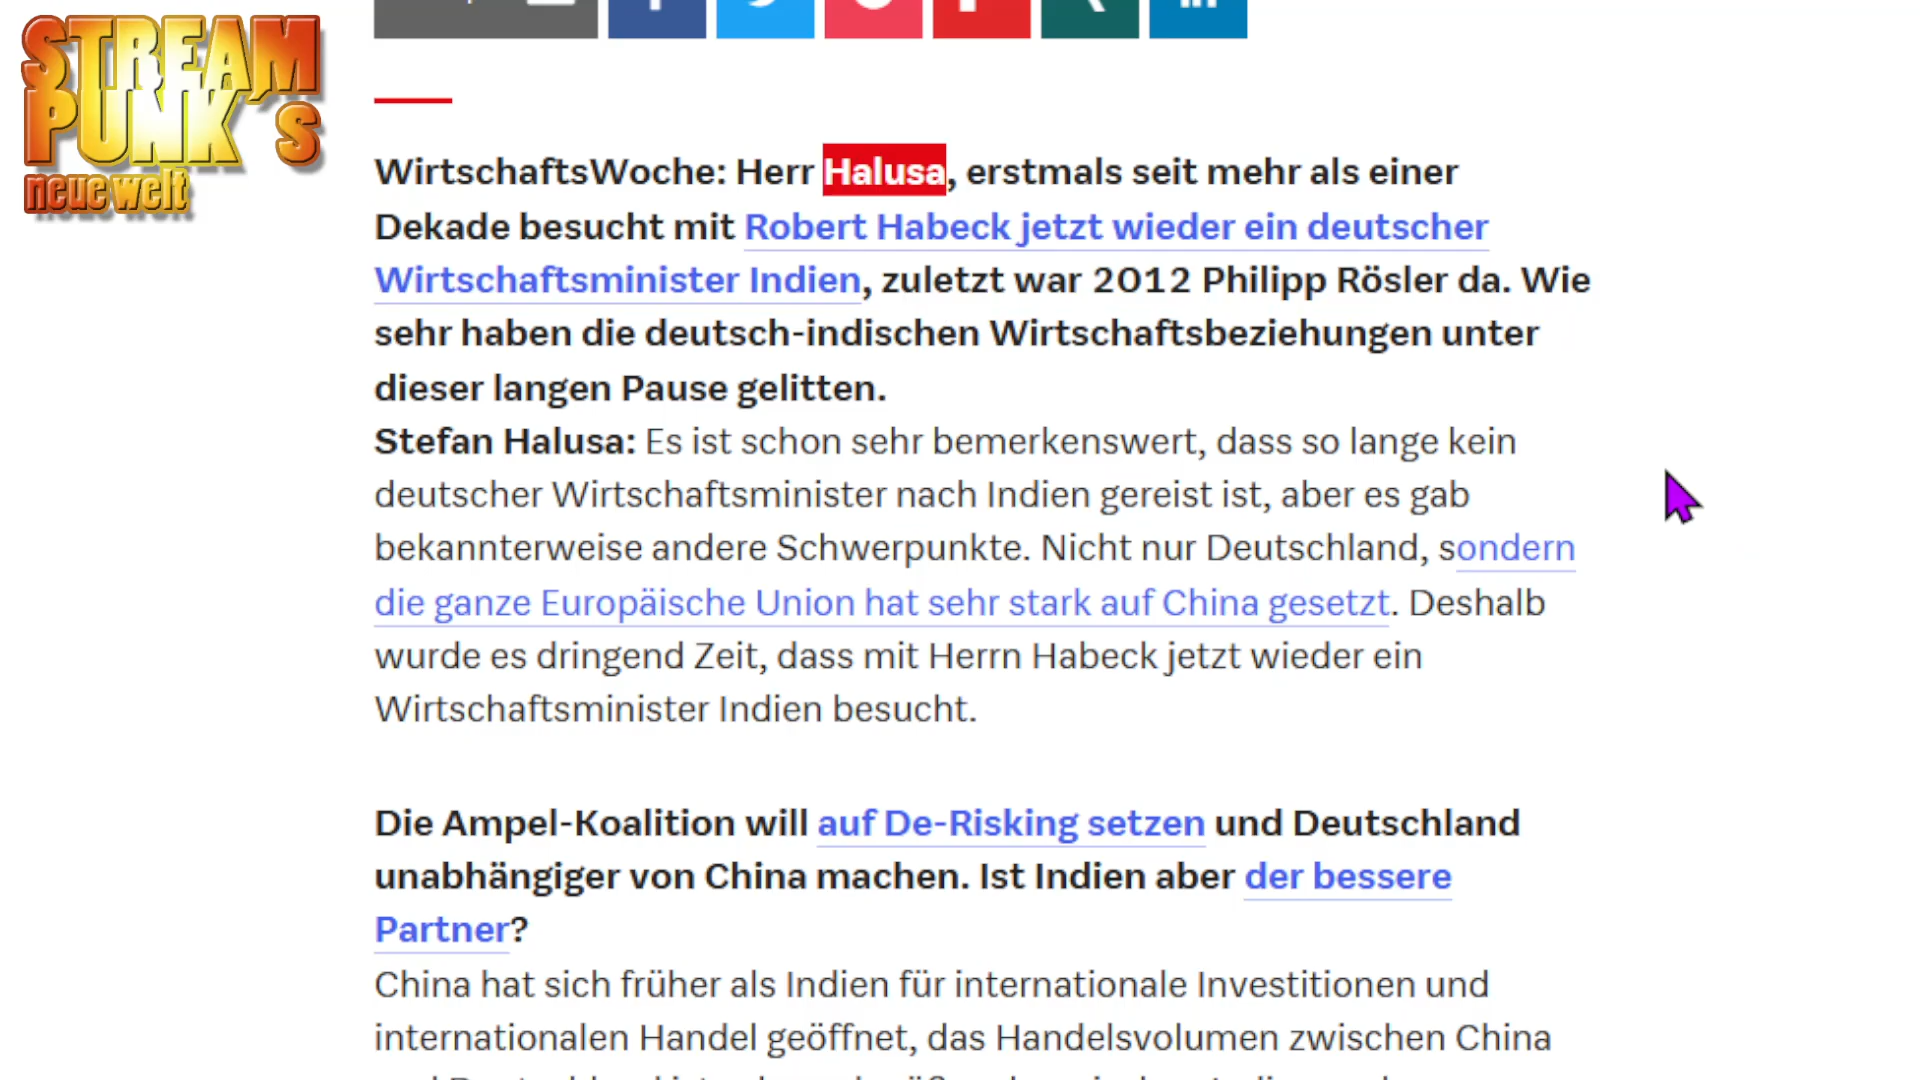 STREAM
PUNK´S
neue welt
WirtschaftsWoche: Herr Halusa, erstmals seit mehr als einer
Dekade besucht mit Robert Habeck jetzt wieder ein deutscher
Wirtschaftsminister Indien, zuletzt war 2012 Philipp Rösler da. Wie
sehr haben die deutsch-indischen Wirtschaftsbeziehungen unter
dieser langen Pause gelitten.
Stefan Halusa: Es ist schon sehr bemerkenswert, dass so lange kein
deutscher Wirtschaftsminister nach Indien gereist ist, aber es gab
bekannterweise andere Schwerpunkte. Nicht nur Deutschland, sondern
die ganze Europäische Union hat sehr stark auf China gesetzt. Deshalb
wurde es dringend Zeit, dass mit Herrn Habeck jetzt wieder ein
Wirtschaftsminister Indien besucht.
Die Ampel-Koalition will auf De-Risking setzen und Deutschland
unabhängiger von China machen. Ist Indien aber der bessere
Partner?
China hat sich früher als Indien für internationale Investitionen und
internationalen Handel geöffnet, das Handelsvolumen zwischen China